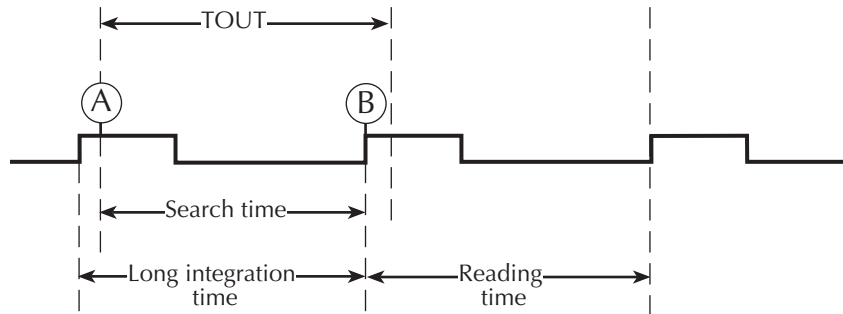 TOUT
A
B
Search time
Long integration
time
Reading
time